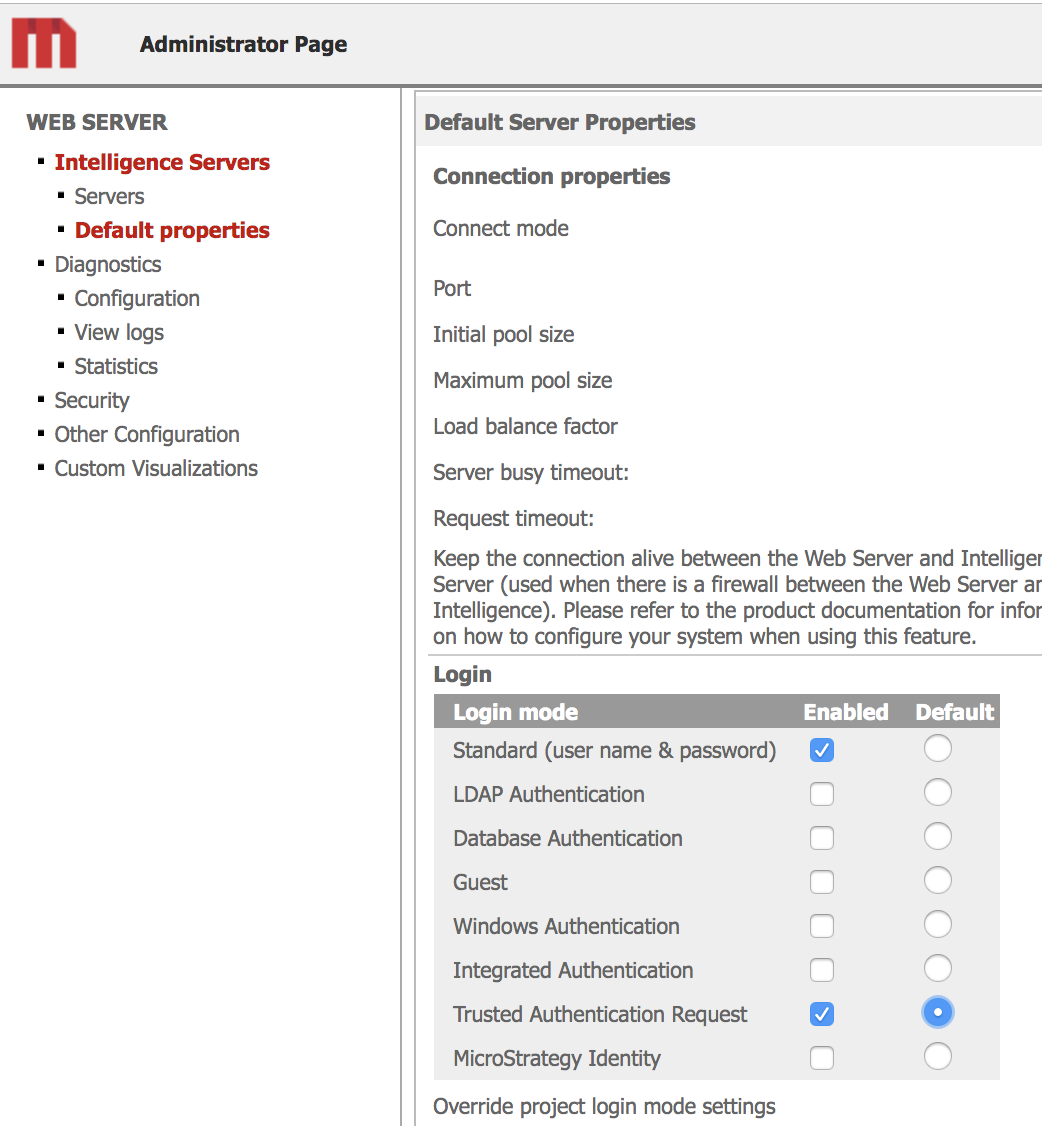 Administrator Page
WEB SERVER
Intelligence Servers
Servers
Default properties
Diagnostics
Configuration
View logs
Statistics
Security
Other Configuration
Custom Visualizations
Default Server Properties
Connection properties
Connect mode
Port
Initial pool size
Maximum pool size
Load balance factor
Server busy timeout:
Request timeout:
Keep the connection alive between the Web Server and Intelligen
Server (used when there is a firewall between the Web Server an
Intelligence). Please refer to the product documentation for infor
on how to configure your system when using this feature.
Login
Login mode Enabled Default
Standard (user name & password)
LDAP Authentication
Database Authentication
Guest
Windows Authentication
Integrated Authentication
Trusted Authentication Request
MicroStrategy Identity
Override project login mode settings